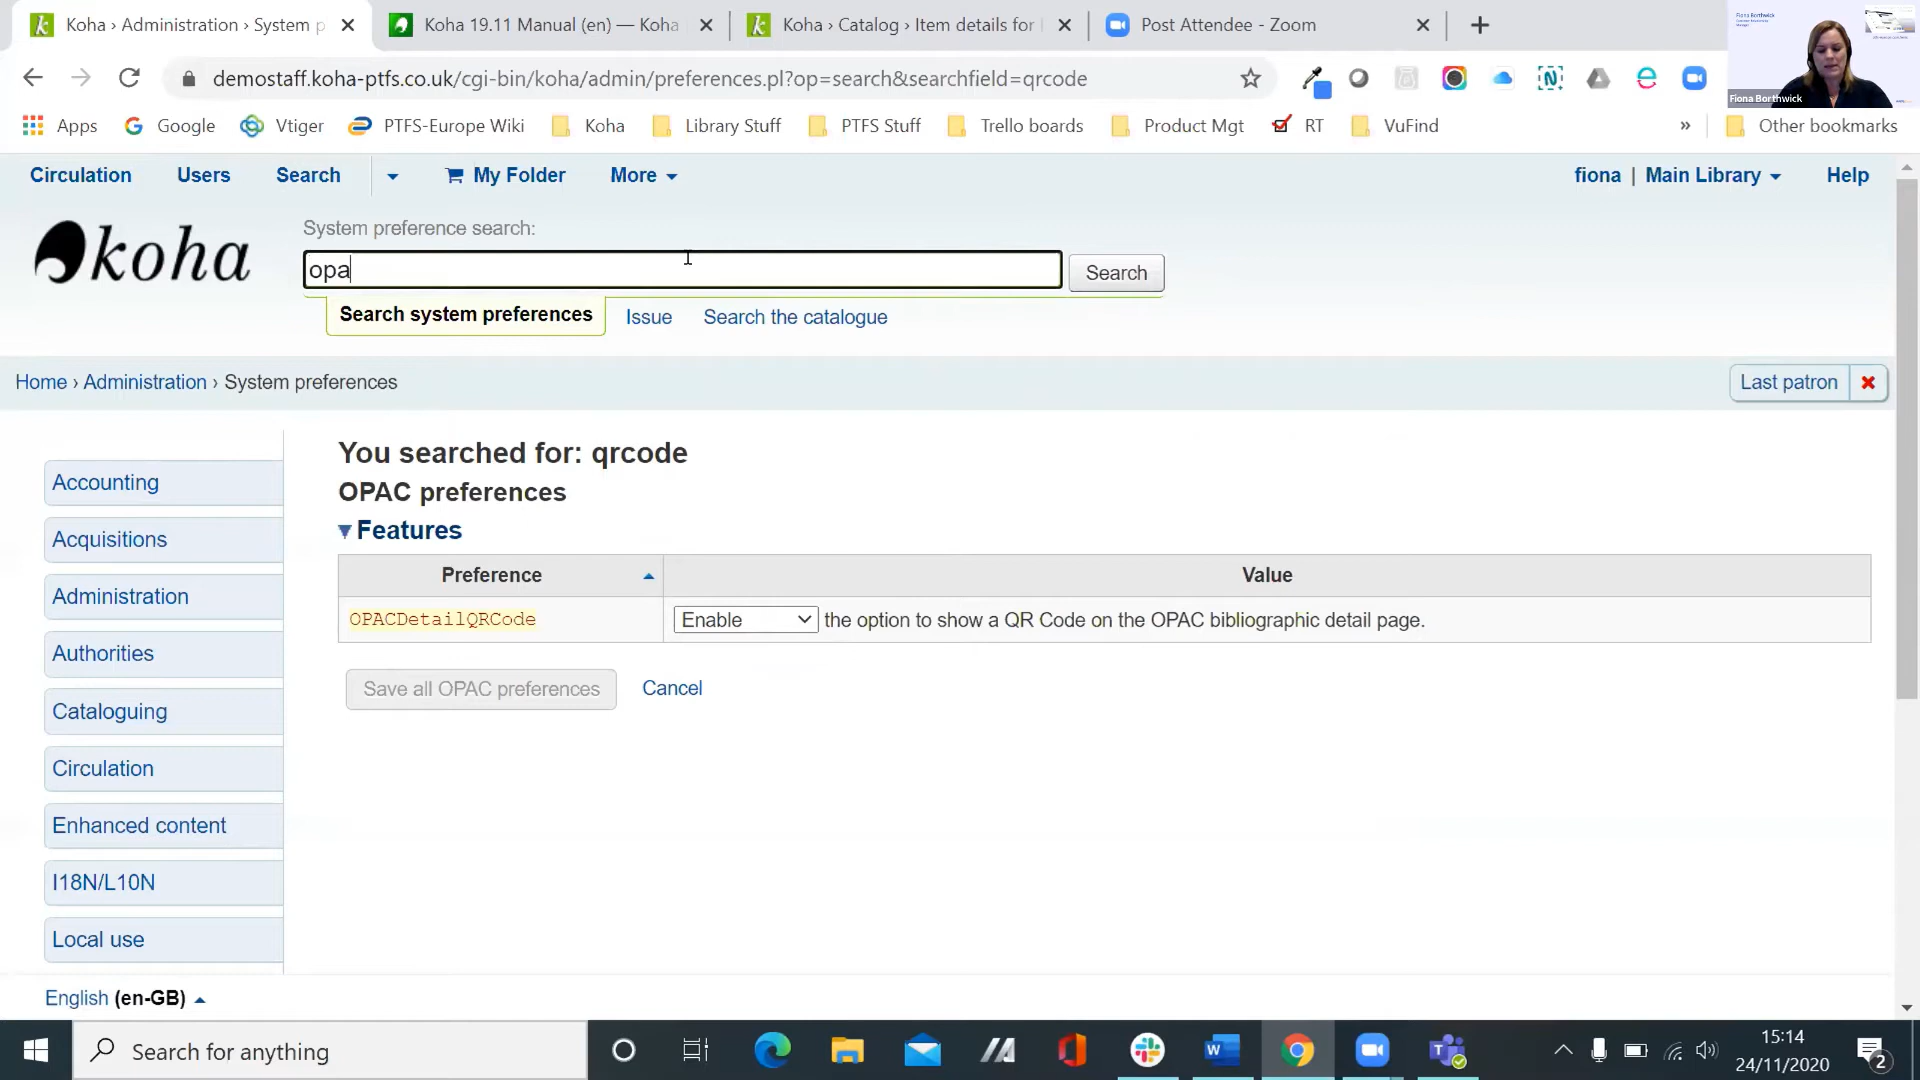 Koha › Administration › System p
Koha 19.11 Manual (en) — Koha
Koha › Catalog › Item details for
Post Attendee - Zoom
demostaff.koha-ptfs.co.uk/cgi-bin/koha/admin/preferences.pl?op=search&searchfield=qrcode
Fiona Borthwick
Apps
Google
Vtiger
PTFS-Europe Wiki
Koha
Library Stuff
PTFS Stuff
Trello boards
Product Mgt
RT
VuFind
»
Other bookmarks
Circulation
Users
Search
My Folder
More
fiona | Main Library
Help
koha
System preference search:
opa
Search
Search system preferences
Issue
Search the catalogue
Home › Administration › System preferences
Last patron
You searched for: qrcode
OPAC preferences
Features
Preference
Value
OPACDetailQRCode
Enable
the option to show a QR Code on the OPAC bibliographic detail page.
Save all OPAC preferences
Cancel
Accounting
Acquisitions
Administration
Authorities
Cataloguing
Circulation
Enhanced content
I18N/L10N
Local use
English (en-GB)
Search for anything
15:14
24/11/2020
2